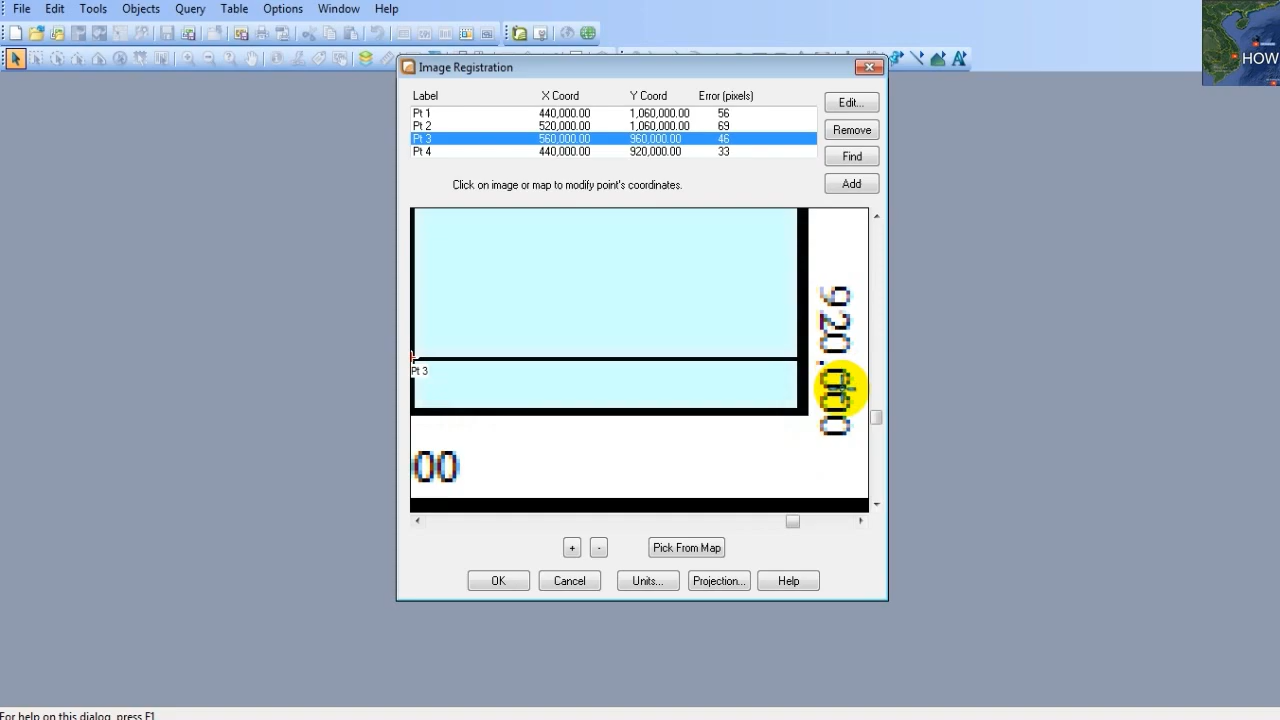 File Edit Tools Objects Query Table Options Window Help
HOW
Image Registration
Label X Coord Y Coord Error (pixels)
Pt 1 440,000.00 1,060,000.00 56
Pt 2 520,000.00 1,060,000.00 69
Pt 3 560,000.00 960,000.00 46
Pt 4 440,000.00 920,000.00 33
Edit...
Remove
Find
Add
Click on image or map to modify point's coordinates.
920.000
Pt 3
00
+ - Pick From Map
OK Cancel Units... Projection... Help
For help on this dialog, press F1